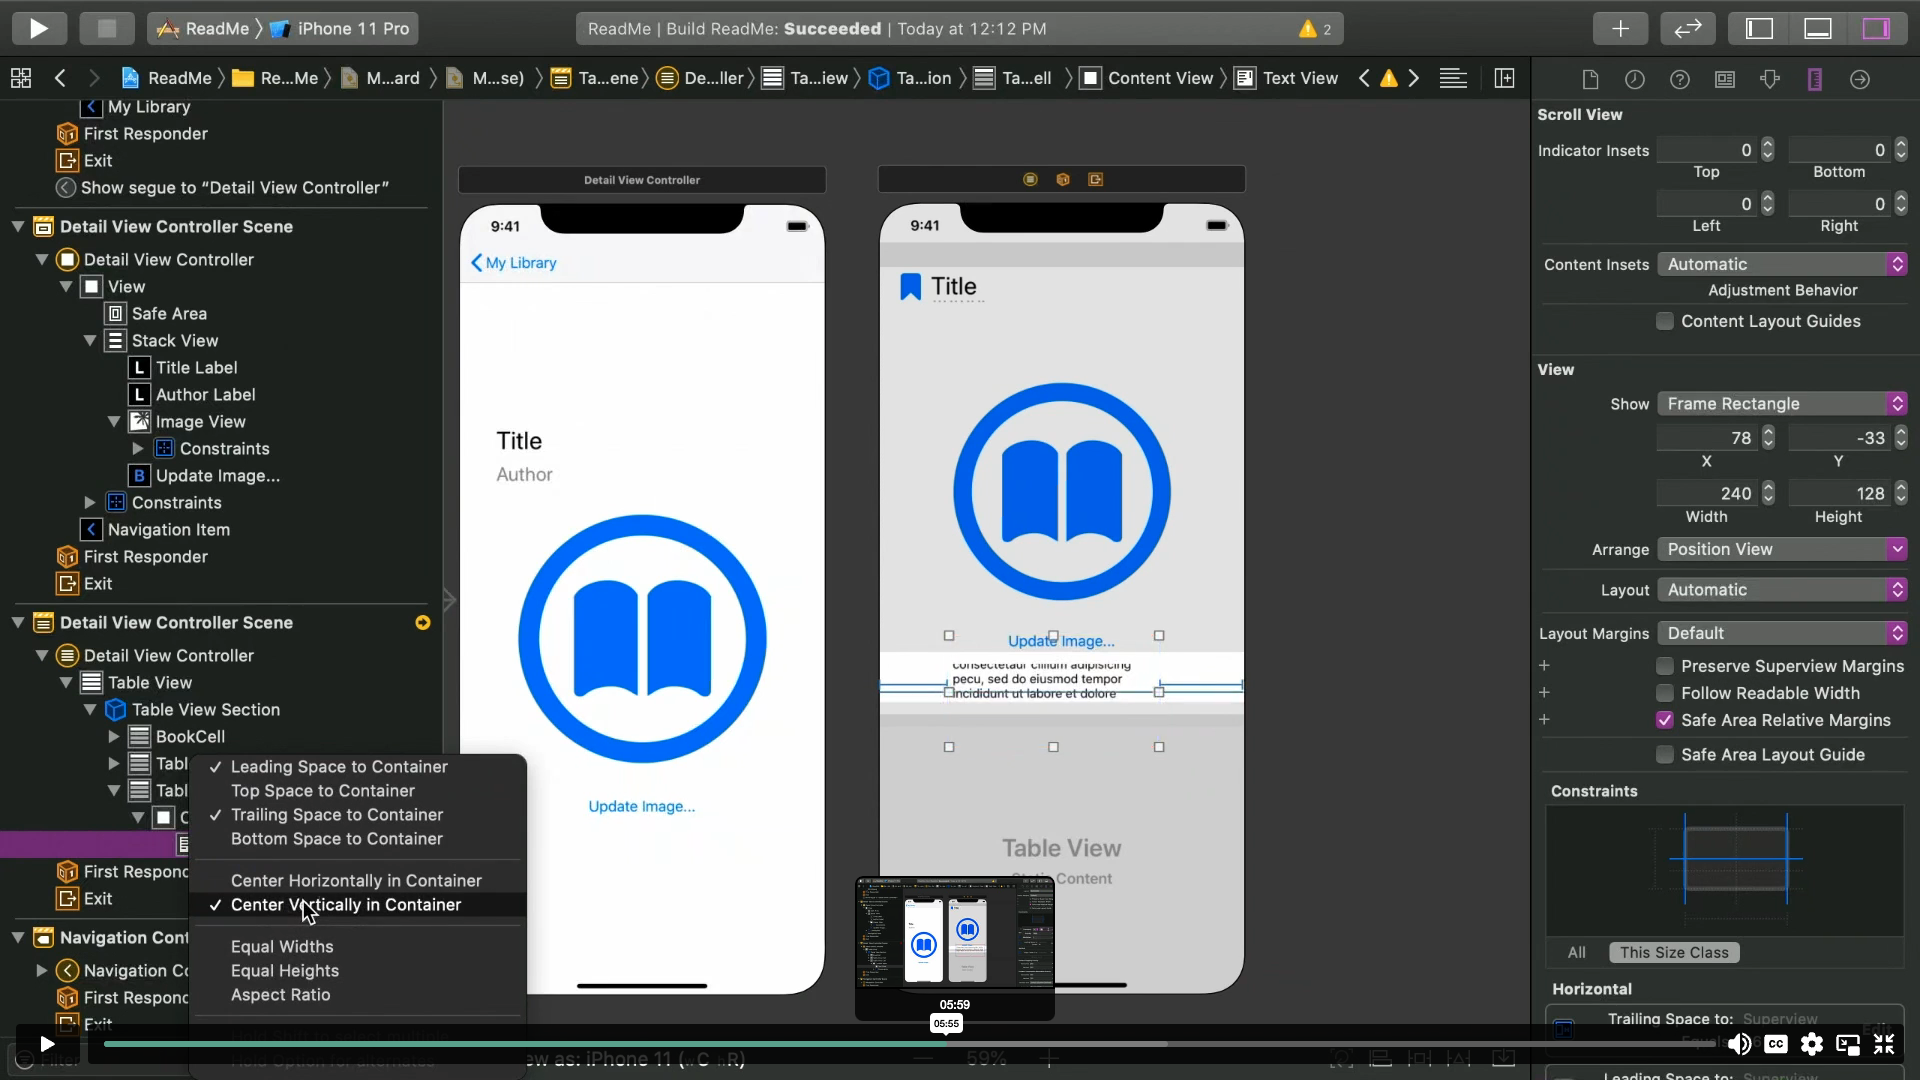 ReadMe
iPhone 11 Pro
ReadMe | Build ReadMe: Succeeded | Today at 12:12 PM
2
ReadMe
Re...Me
M...ard
M...se)
Ta...ene
De...ller
Ta...iew
Ta...ion
Ta...ell
Content View
Text View
My Library
First Responder
Exit
Show segue to “Detail View Controller”
Detail View Controller Scene
Detail View Controller
View
Safe Area
Stack View
L Title Label
L Author Label
Image View
Constraints
B Update Image...
Constraints
Navigation Item
First Responder
Exit
Detail View Controller Scene
Detail View Controller
Table View
Table View Section
BookCell
Tabl
Tabl
C
First Respond
Exit
Navigation Cont
Navigation Co
First Respond
Exit
Filter
Leading Space to Container
Top Space to Container
Trailing Space to Container
Bottom Space to Container
Center Horizontally in Container
Center Vertically in Container
Equal Widths
Equal Heights
Aspect Ratio
Hold Option for alternates
Detail View Controller
9:41
My Library
Title
Author
Update Image...
9:41
Title
Update Image...
consectetaur cillium adipisicing
pecu, sed do eiusmod tempor
incididunt ut labore et dolore
Table View
Content
05:59
05:55
ew as: iPhone 11 (wC hR)
59%
Scroll View
Indicator Insets
0
0
Top
Bottom
0
0
Left
Right
Content Insets
Automatic
Adjustment Behavior
Content Layout Guides
View
Show
Frame Rectangle
78
-33
X
Y
240
128
Width
Height
Arrange
Position View
Layout
Automatic
Layout Margins
Default
Preserve Superview Margins
Follow Readable Width
Safe Area Relative Margins
Safe Area Layout Guide
Constraints
All
This Size Class
Horizontal
Trailing Space to: Superview
Edit
Leading Space to: Superview
CC